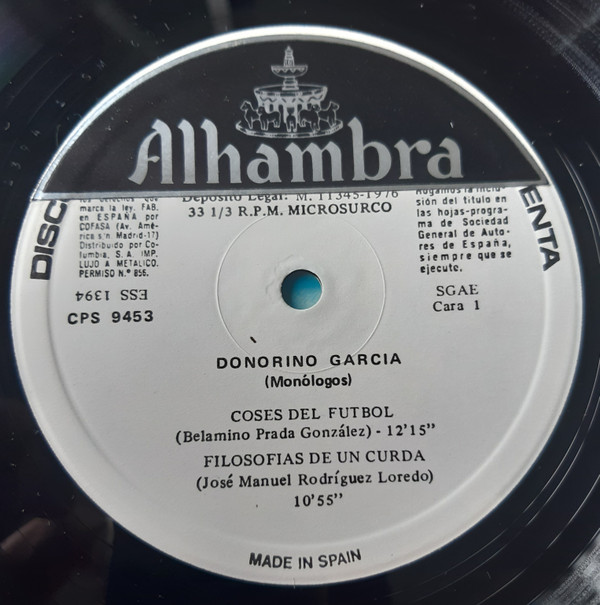 Alhambra
DISC
marca la ley. FAB.
en ESPAÑA por
COFASA (Av. Amé-
rica s/n Madrid-17)
Distribuido por Co-
lumbia, S. A. IMP.
LUJO A METALICO.
PERMISO N.º 856.
Depósito Legal: M. 11345-1976
33 1/3 R.P.M. MICROSURCO
Rogamos la inclu-
sión del título en
las hojas-progra-
ma de Sociedad
General de Auto-
res de España,
siempre que se
ejecute.
ENTA
ESS 1394
CPS 9453
SGAE
Cara 1
DONORINO GARCIA
(Monólogos)
COSES DEL FUTBOL
(Belamino Prada González) - 12'15"
FILOSOFIAS DE UN CURDA
(José Manuel Rodríguez Loredo)
10'55"
MADE IN SPAIN